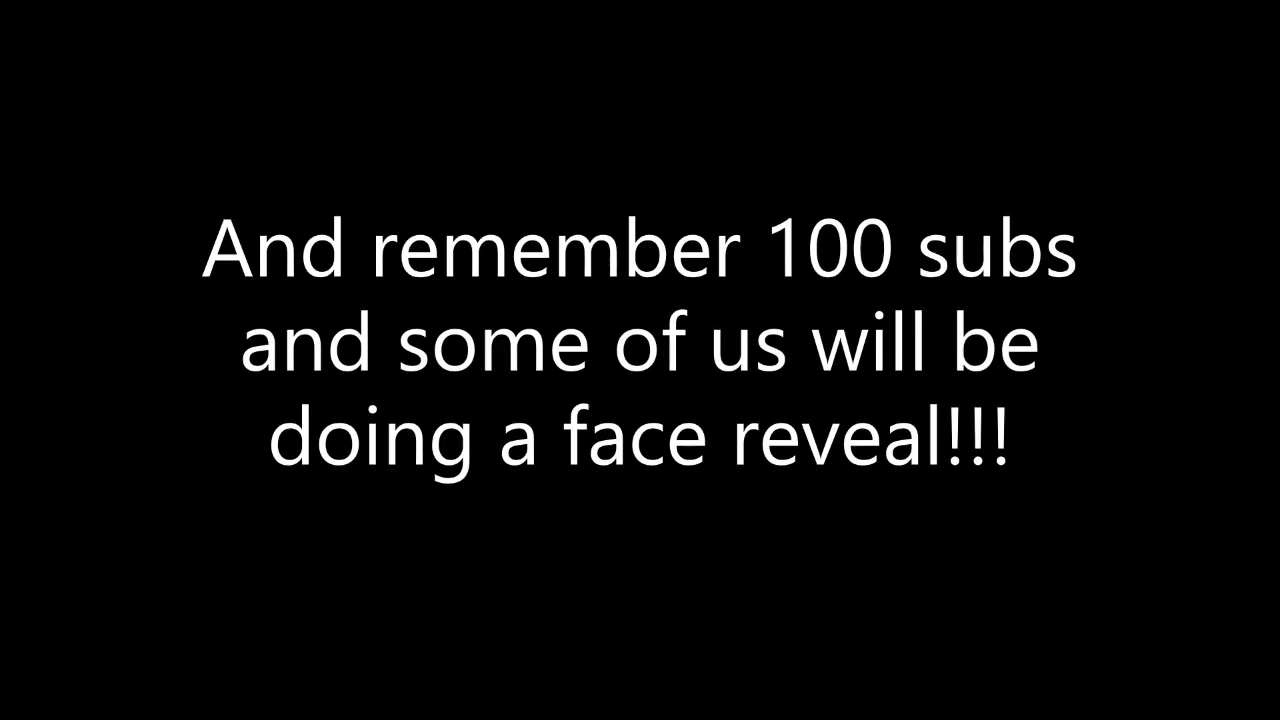 And remember 100 subs
and some of us will be
doing a face reveal!!!